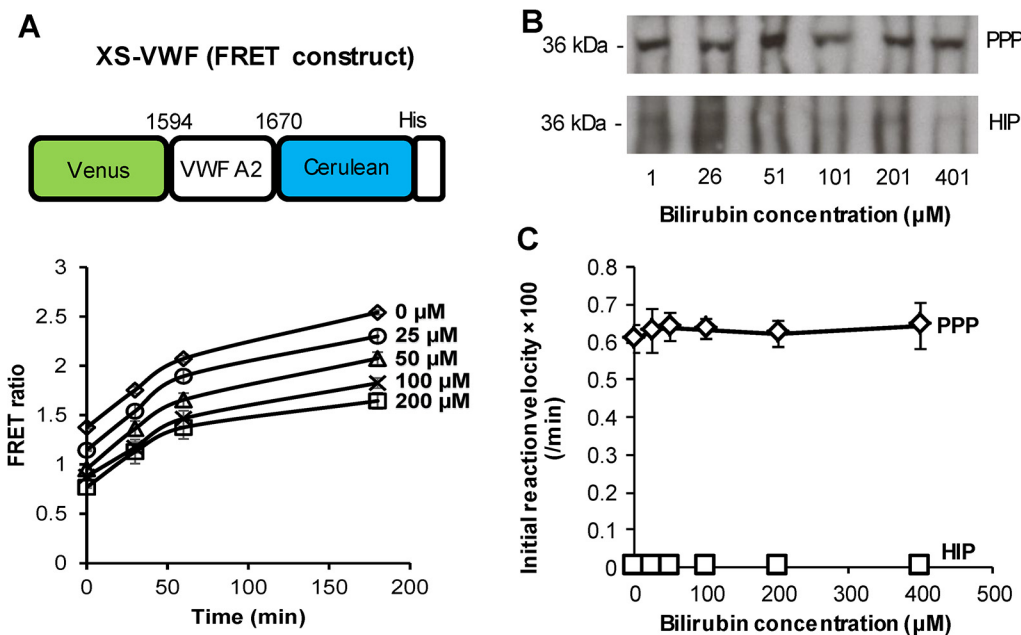 A
XS-VWF (FRET construct)
1594 1670 His
Venus VWF A2 Cerulean
3
2.5
2
1.5
1
0.5
0
FRET ratio
0 µM
25 µM
50 µM
100 µM
200 µM
0 50 100 150 200
Time (min)
B
36 kDa - PPP
36 kDa - HIP
1 26 51 101 201 401
Bilirubin concentration (µM)
C
0.8
0.7
0.6
0.5
0.4
0.3
0.2
0.1
0
Initial reaction velocity × 100
(/min)
PPP
HIP
0 100 200 300 400 500
Bilirubin concentration (µM)